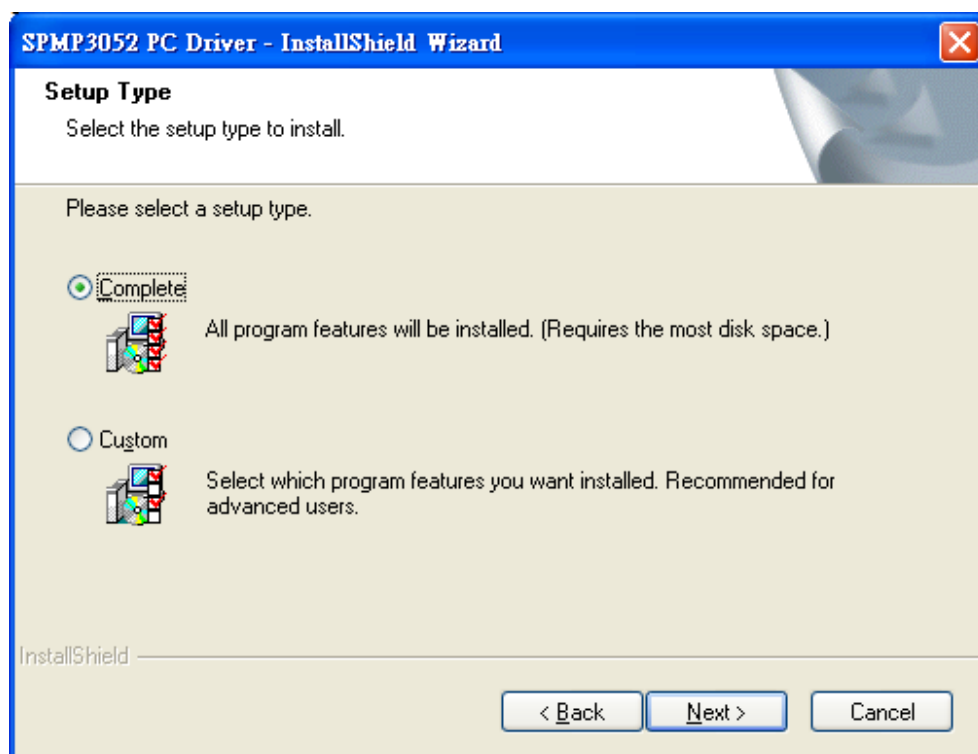 SPMP3052 PC Driver - InstallShield Wizard
Setup Type
Select the setup type to install.
Please select a setup type.
Complete
All program features will be installed. (Requires the most disk space.)
Custom
Select which program features you want installed. Recommended for
advanced users.
InstallShield
< Back
Next >
Cancel